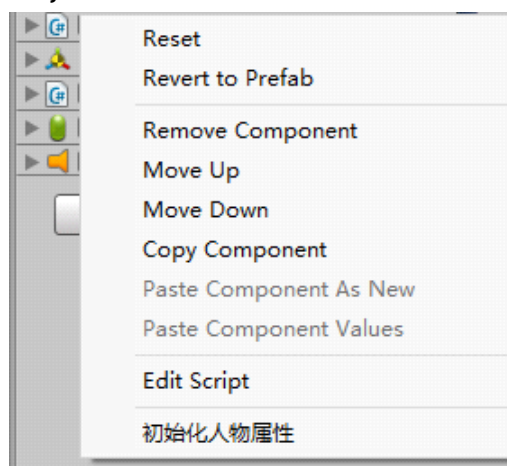 Reset
Revert to Prefab
Remove Component
Move Up
Move Down
Copy Component
Paste Component As New
Paste Component Values
Edit Script
初始化人物属性